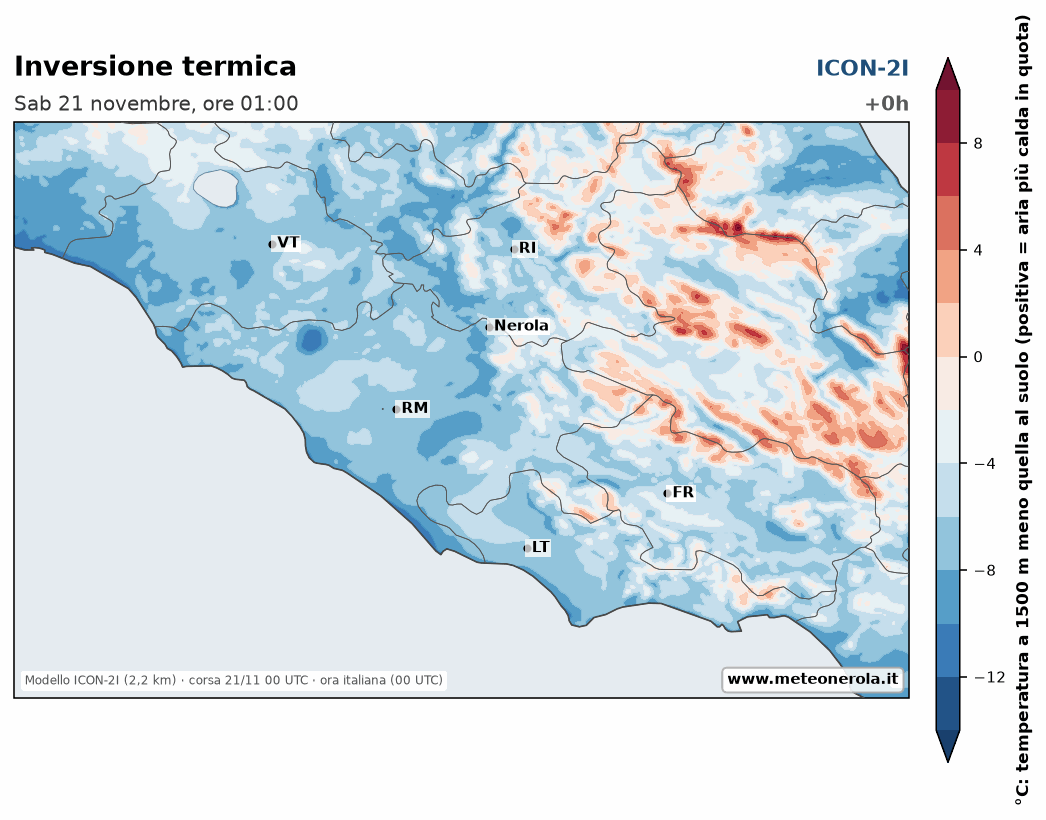 Inversione termica
ICON-2I
Sab 21 novembre, ore 01:00
+0h
VT
RI
Nerola
RM
FR
LT
Modello ICON-2I (2,2 km) · corsa 21/11 00 UTC · ora italiana (00 UTC)
www.meteonerola.it
8
4
0
−4
−8
−12
°C: temperatura a 1500 m meno quella al suolo (positiva = aria più calda in quota)